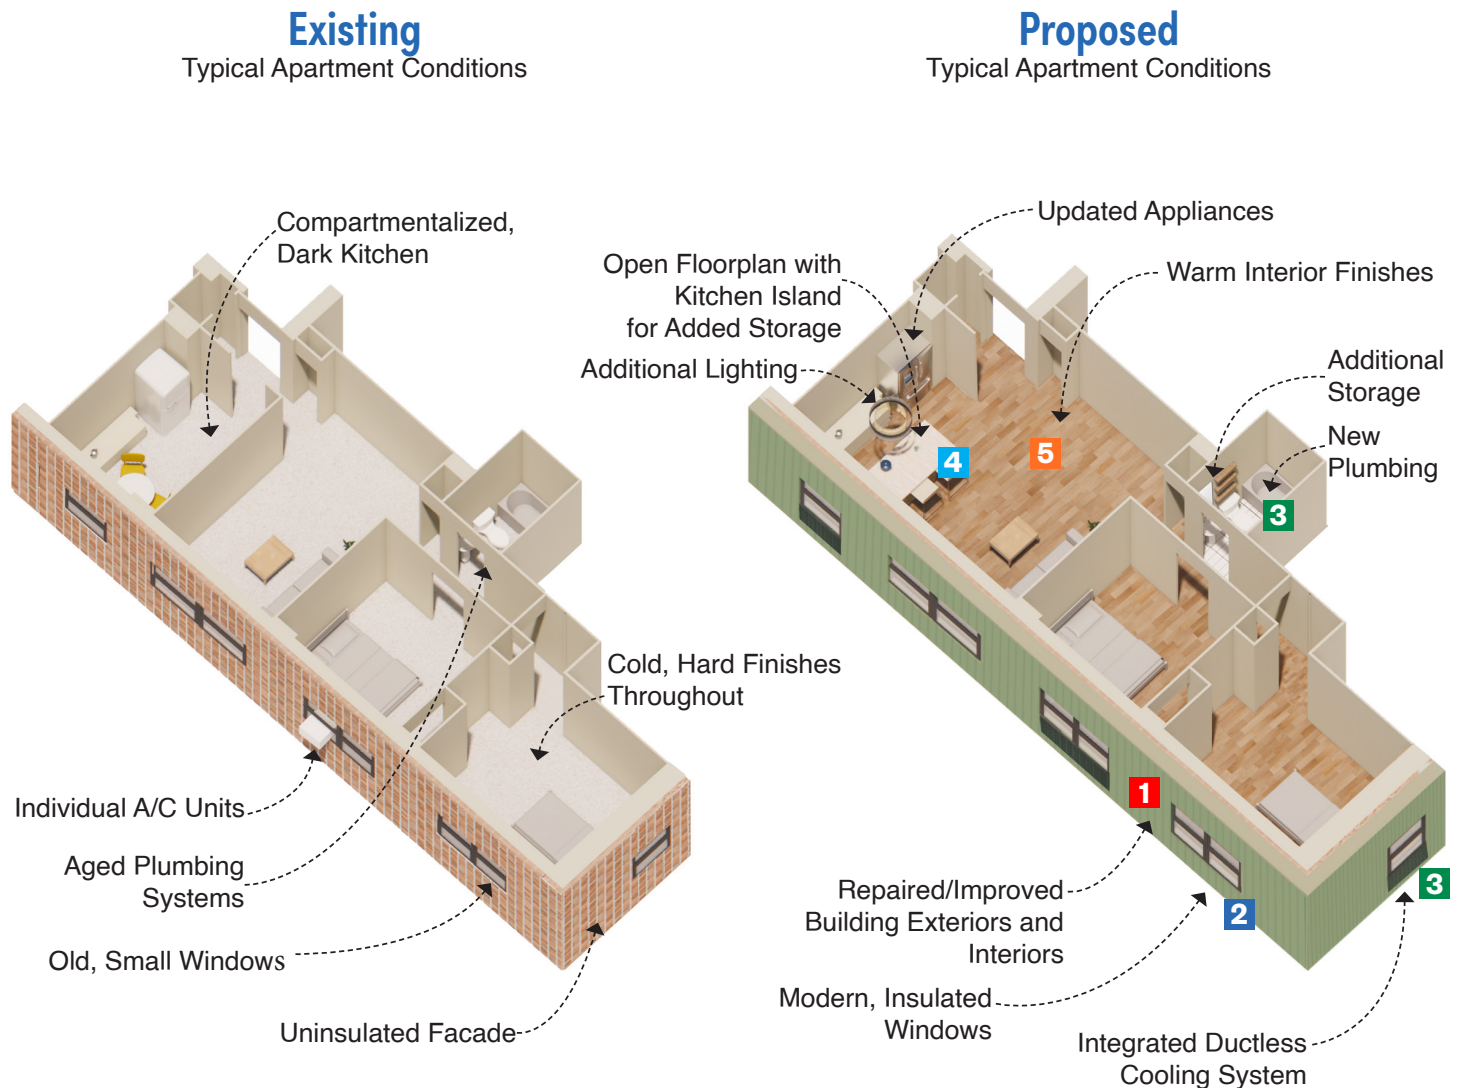 Existing
Typical Apartment Conditions
Compartmentalized,
Dark Kitchen
Cold, Hard Finishes
Throughout
Individual A/C Units
Aged Plumbing
Systems
Old, Small Windows
Uninsulated Facade
Proposed
Typical Apartment Conditions
Updated Appliances
Open Floorplan with
Kitchen Island
for Added Storage
Warm Interior Finishes
Additional Lighting
Additional
Storage
New
Plumbing
4
5
3
1
2
3
Repaired/Improved
Building Exteriors and
Interiors
Modern, Insulated
Windows
Integrated Ductless
Cooling System